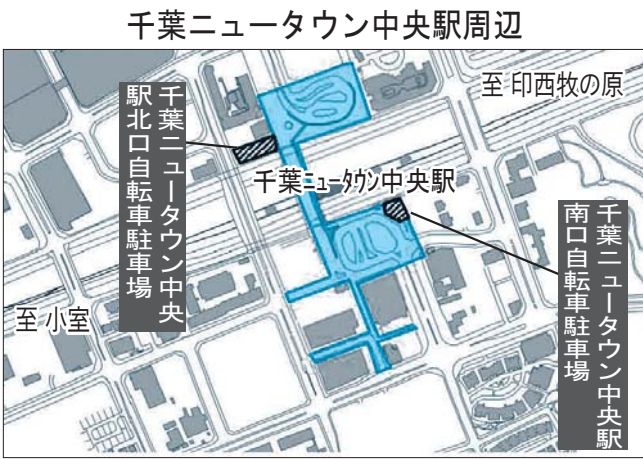 千葉ニュータウン中央駅周辺
至 印西牧の原
千葉ニュータウン中央
駅北口自転車駐車場
千葉ニュータウン中央駅
千葉ニュータウン中央駅
南口自転車駐車場
至 小室